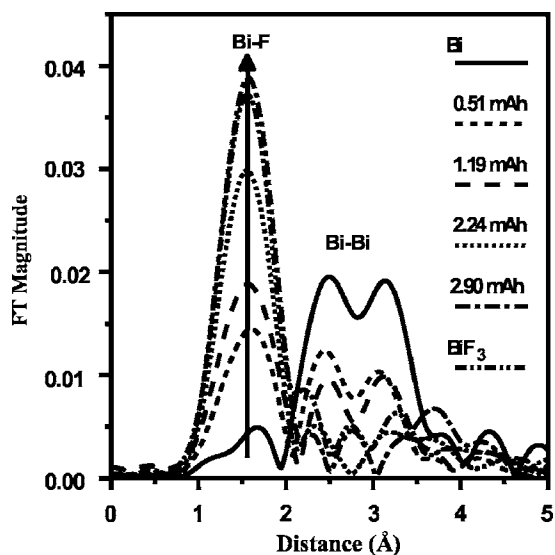 Bi-F
Bi
0.04
0.51 mAh
0.03
1.19 mAh
FT Magnitude
Bi-Bi
2.24 mAh
0.02
2.90 mAh
0.01
BiF3
0.00
0 1 2 3 4 5
Distance (Å)